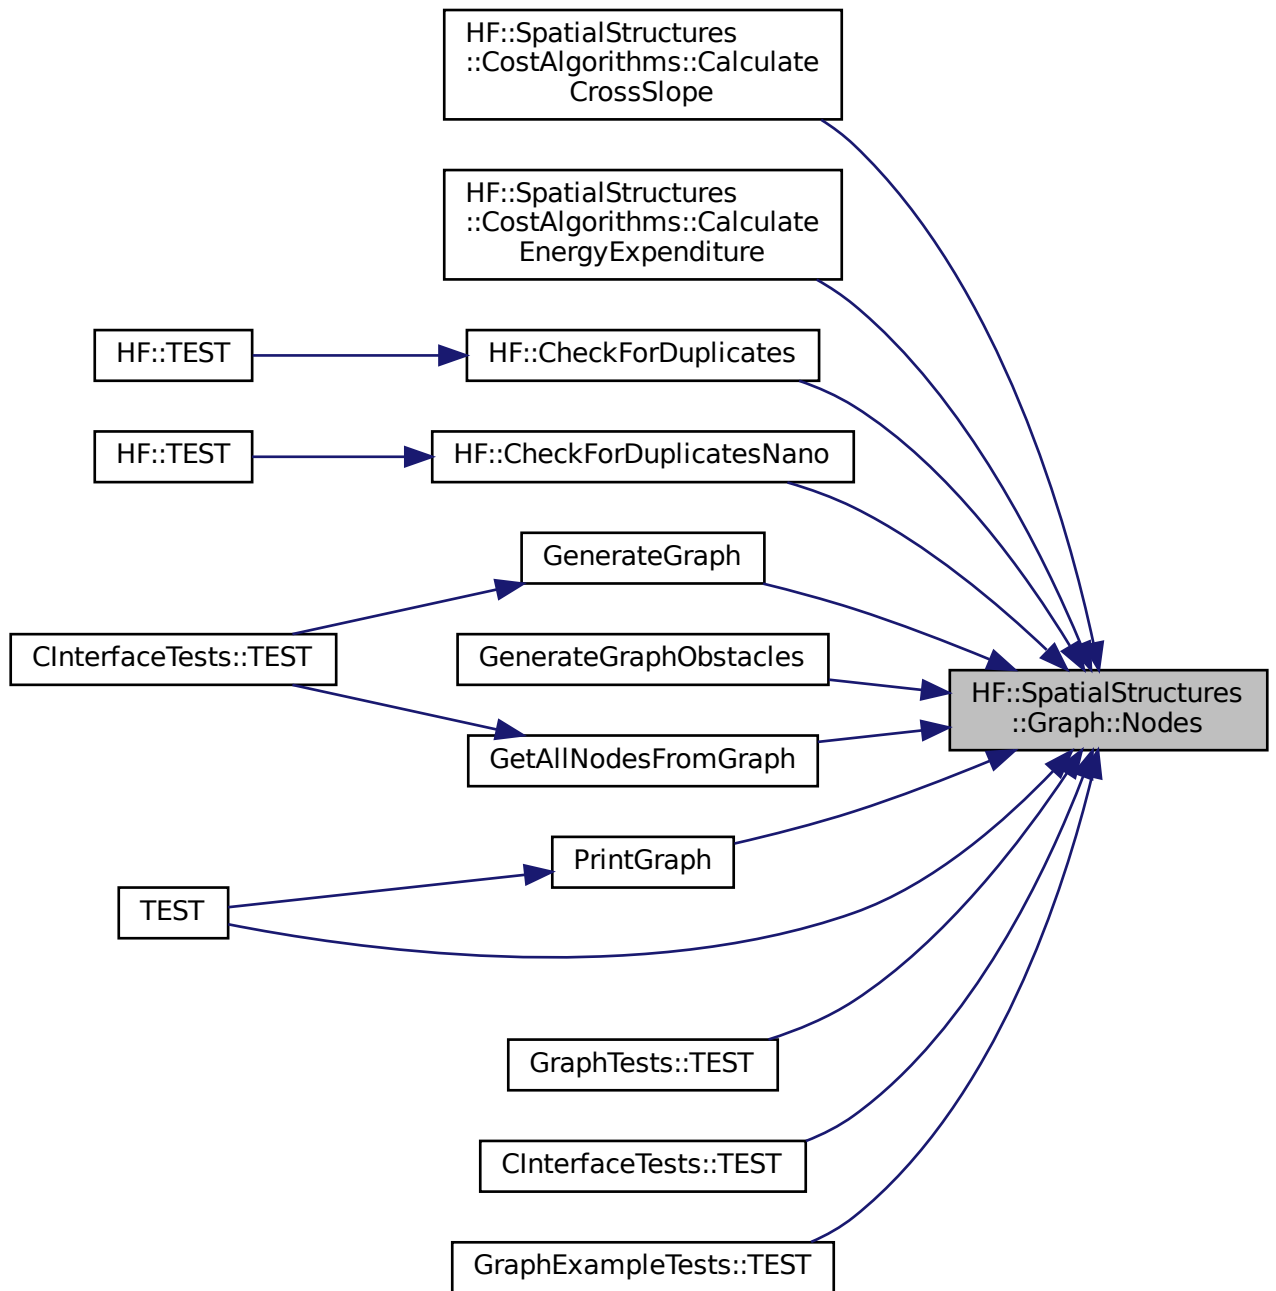 HF::SpatialStructures
::CostAlgorithms::Calculate
CrossSlope
HF::SpatialStructures
::CostAlgorithms::Calculate
EnergyExpenditure
HF::TEST
HF::CheckForDuplicates
HF::TEST
HF::CheckForDuplicatesNano
GenerateGraph
CInterfaceTests::TEST
GenerateGraphObstacles
HF::SpatialStructures
::Graph::Nodes
GetAllNodesFromGraph
PrintGraph
TEST
GraphTests::TEST
CInterfaceTests::TEST
GraphExampleTests::TEST